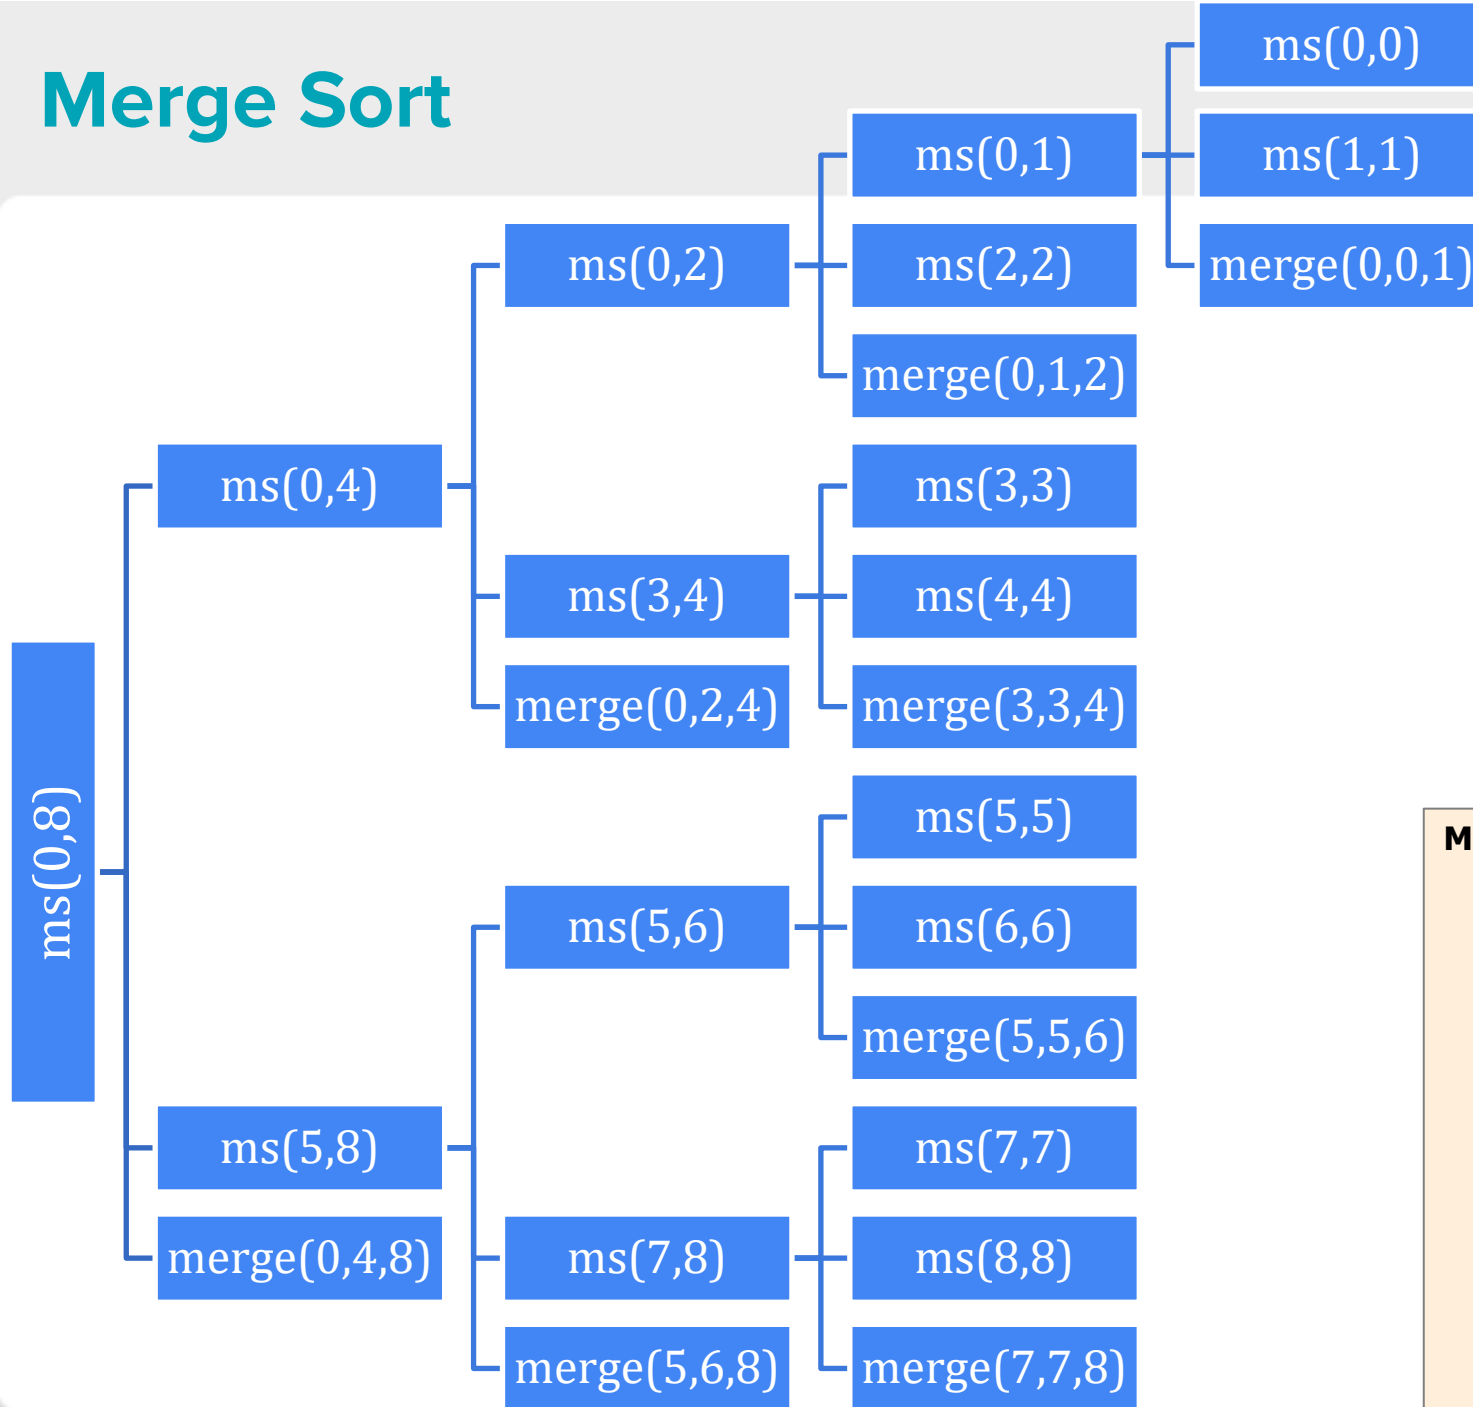 Merge Sort
ms(0,0)
ms(0,1)
ms(1,1)
ms(0,2)
ms(2,2)
merge(0,0,1)
merge(0,1,2)
ms(0,4)
ms(3,3)
ms(3,4)
ms(4,4)
merge(0,2,4)
merge(3,3,4)
ms(0,8)
ms(5,5)
M
ms(5,6)
ms(6,6)
merge(5,5,6)
ms(5,8)
ms(7,7)
merge(0,4,8)
ms(7,8)
ms(8,8)
merge(5,6,8)
merge(7,7,8)